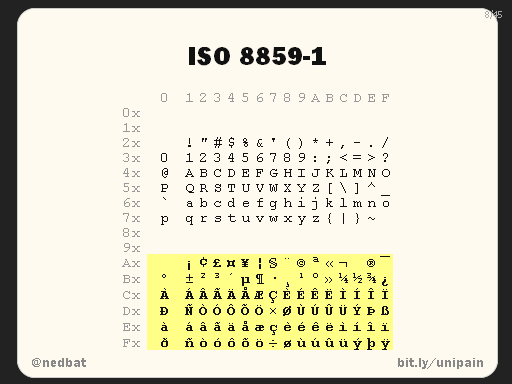 8/45
ISO 8859-1
0 1 2 3 4 5 6 7 8 9 A B C D E F
0x
1x
2x ! " # $ % & ' ( ) * + , - . /
3x 0 1 2 3 4 5 6 7 8 9 : ; < = > ?
4x @ A B C D E F G H I J K L M N O
5x P Q R S T U V W X Y Z [ \ ] ^ _
6x ` a b c d e f g h i j k l m n o
7x p q r s t u v w x y z { | } ~
8x
9x
Ax ¡ ¢ £ ¤ ¥ ¦ § ¨ © ª « ¬ ® ¯
Bx ° ± ² ³ ´ µ ¶ · ¸ ¹ º » ¼ ½ ¾ ¿
Cx À Á Â Ã Ä Å Æ Ç È É Ê Ë Ì Í Î Ï
Dx Ð Ñ Ò Ó Ô Õ Ö × Ø Ù Ú Û Ü Ý Þ ß
Ex à á â ã ä å æ ç è é ê ë ì í î ï
Fx ð ñ ò ó ô õ ö ÷ ø ù ú û ü ý þ ÿ
@nedbat bit.ly/unipain